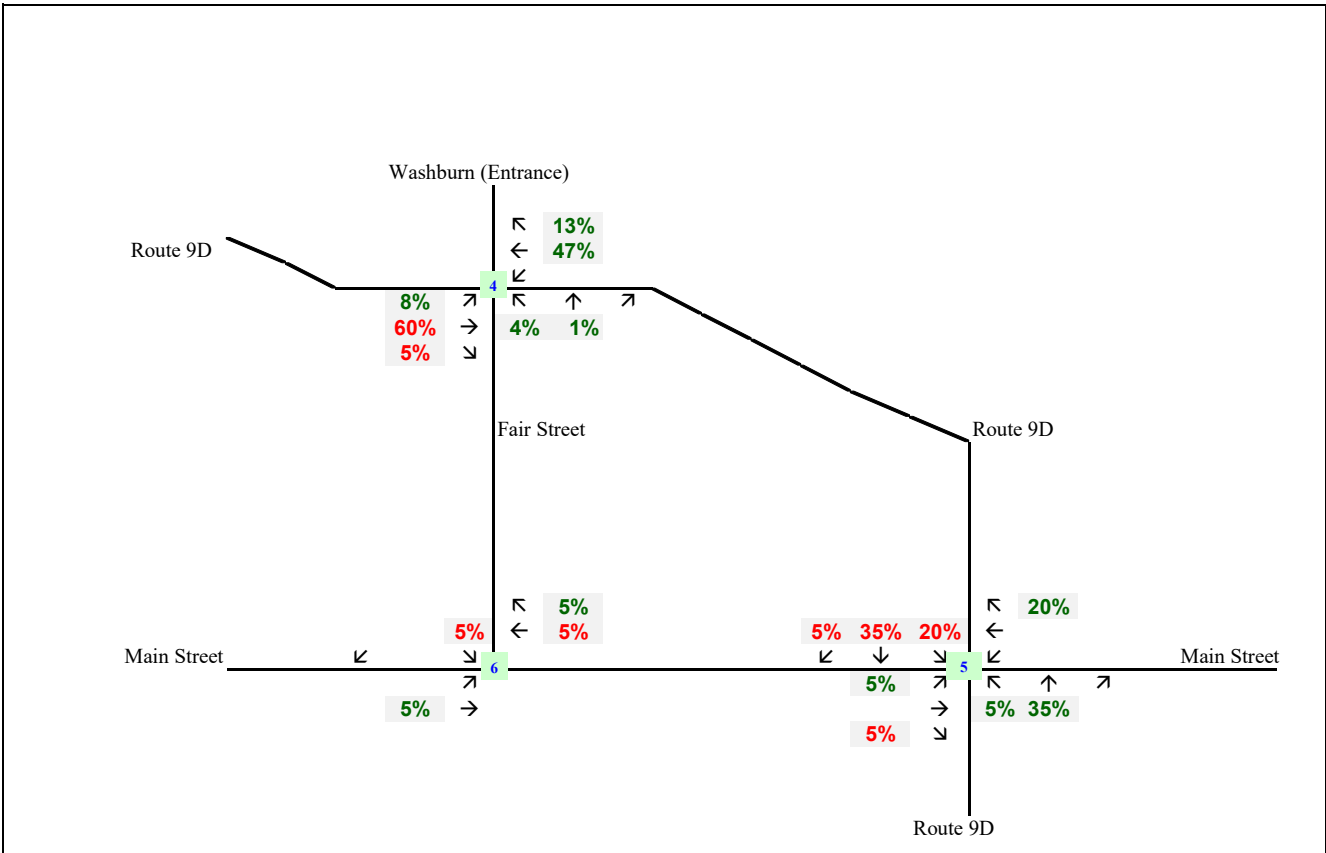 Washburn (Entrance)
13%
Route 9D
47%
4
8%
60% 4% 1%
5%
Fair Street
Route 9D
5%
20%
5% 5%
5% 35% 20%
Main Street
6
5
Main Street
5%
5%
5% 35%
5%
Route 9D